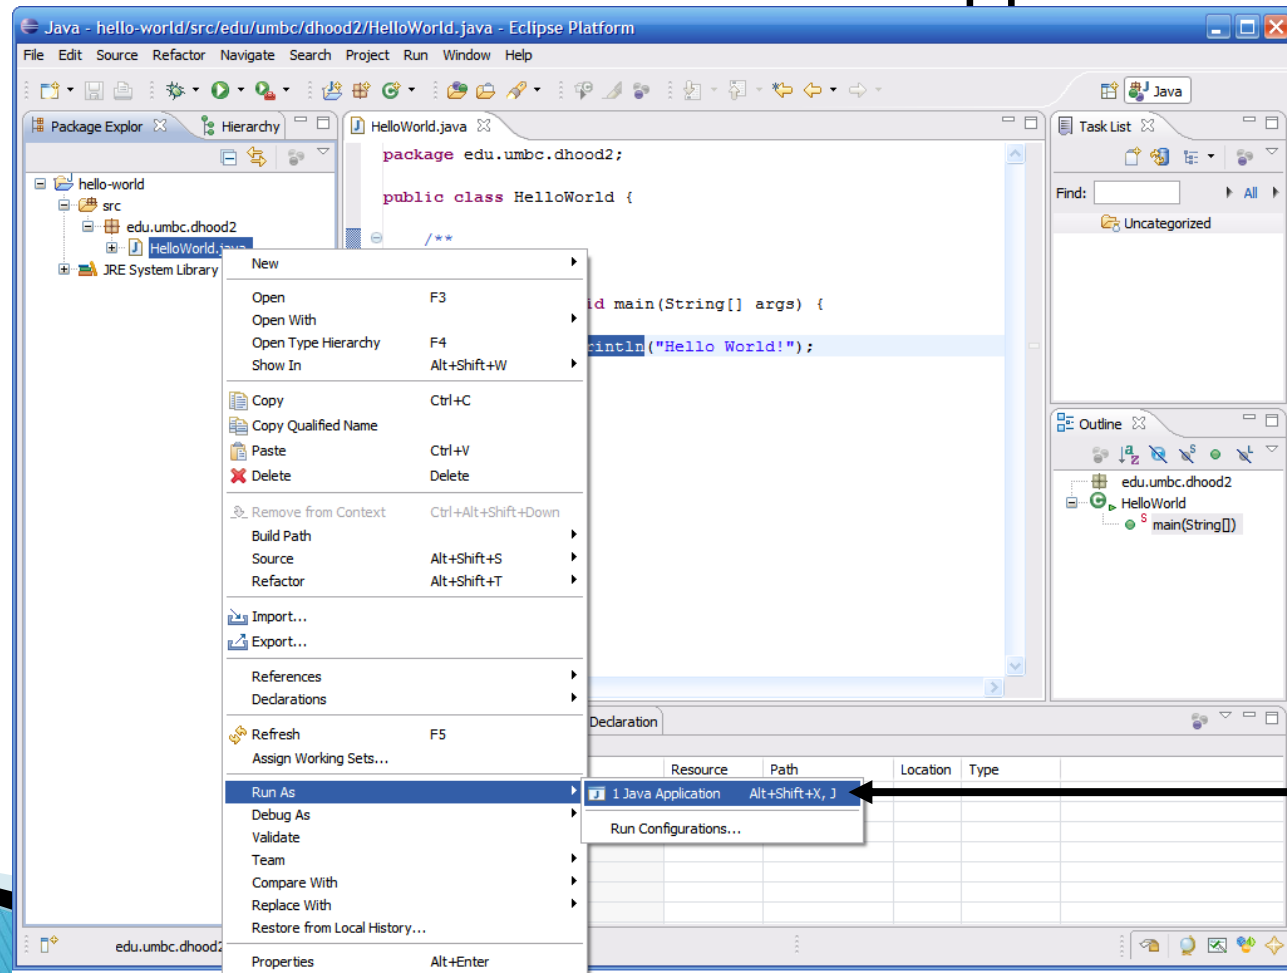 Java - hello-world/src/edu/umbc/dhood2/HelloWorld.java - Eclipse Platform
File Edit Source Refactor Navigate Search Project Run Window Help
Java
Package Explor Hierarchy
hello-world
src
edu.umbc.dhood2
HelloWorld.java
JRE System Library
HelloWorld.java
package edu.umbc.dhood2;
public class HelloWorld {
/**
id main(String[] args) {
rintln("Hello World!");
New
Open F3
Open With
Open Type Hierarchy F4
Show In Alt+Shift+W
Copy Ctrl+C
Copy Qualified Name
Paste Ctrl+V
Delete Delete
Remove from Context Ctrl+Alt+Shift+Down
Build Path
Source Alt+Shift+S
Refactor Alt+Shift+T
Import...
Export...
References
Declarations
Refresh F5
Assign Working Sets...
Run As
Debug As
Validate
Team
Compare With
Replace With
Restore from Local History...
Properties Alt+Enter
1 Java Application Alt+Shift+X, J
Run Configurations...
Declaration
Resource Path Location Type
Task List
Find: All
Uncategorized
Outline
edu.umbc.dhood2
HelloWorld
main(String[])
edu.umbc.dhood2